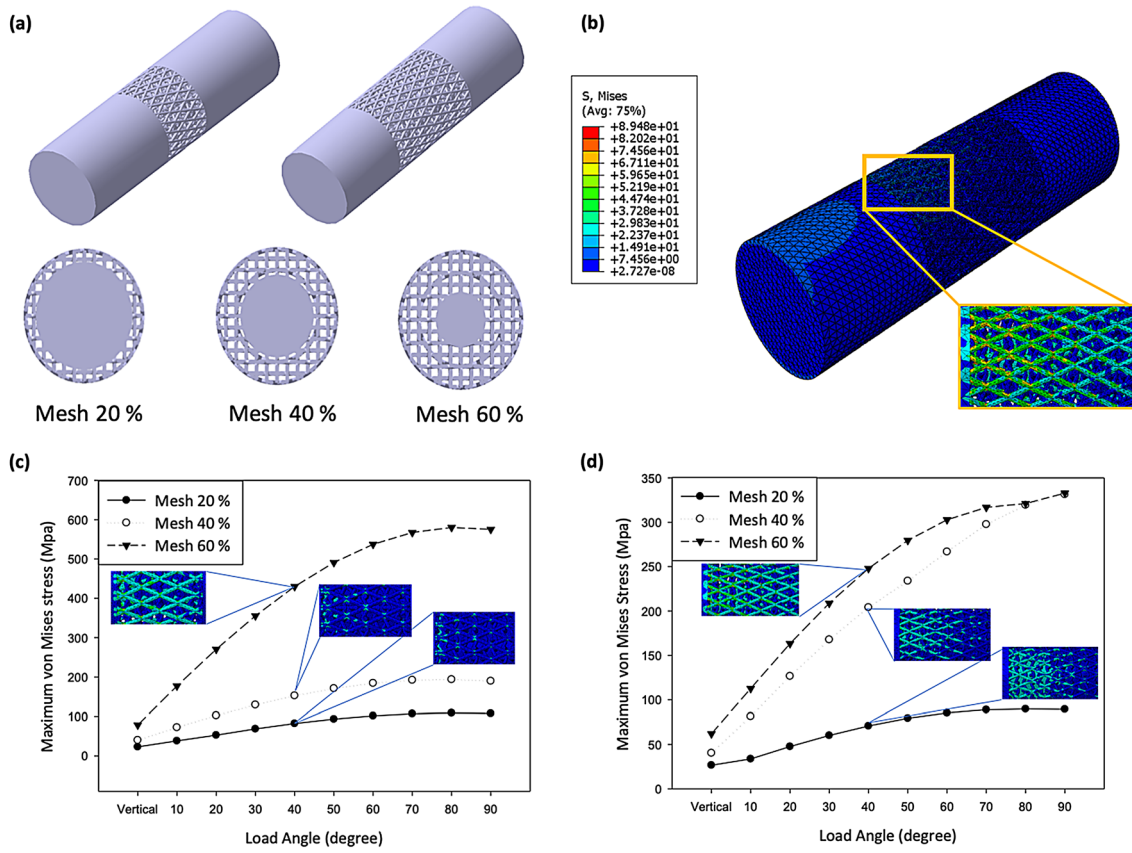 (a)
Mesh 20 %
Mesh 40 %
Mesh 60 %
(b)
S, Mises
(Avg: 75%)
+8.948e+01
+8.202e+01
+7.456e+01
+6.711e+01
+5.965e+01
+5.219e+01
+4.474e+01
+3.728e+01
+2.983e+01
+2.237e+01
+1.491e+01
+7.456e+00
+2.727e-08
(c)
Maximum von Mises stress (Mpa)
700
600
500
400
300
200
100
0
Mesh 20 %
Mesh 40 %
Mesh 60 %
Vertical 10 20 30 40 50 60 70 80 90
Load Angle (degree)
(d)
Maximum von Mises Stress (Mpa)
350
300
250
200
150
100
50
0
Mesh 20 %
Mesh 40 %
Mesh 60 %
Vertical 10 20 30 40 50 60 70 80 90
Load Angle (degree)